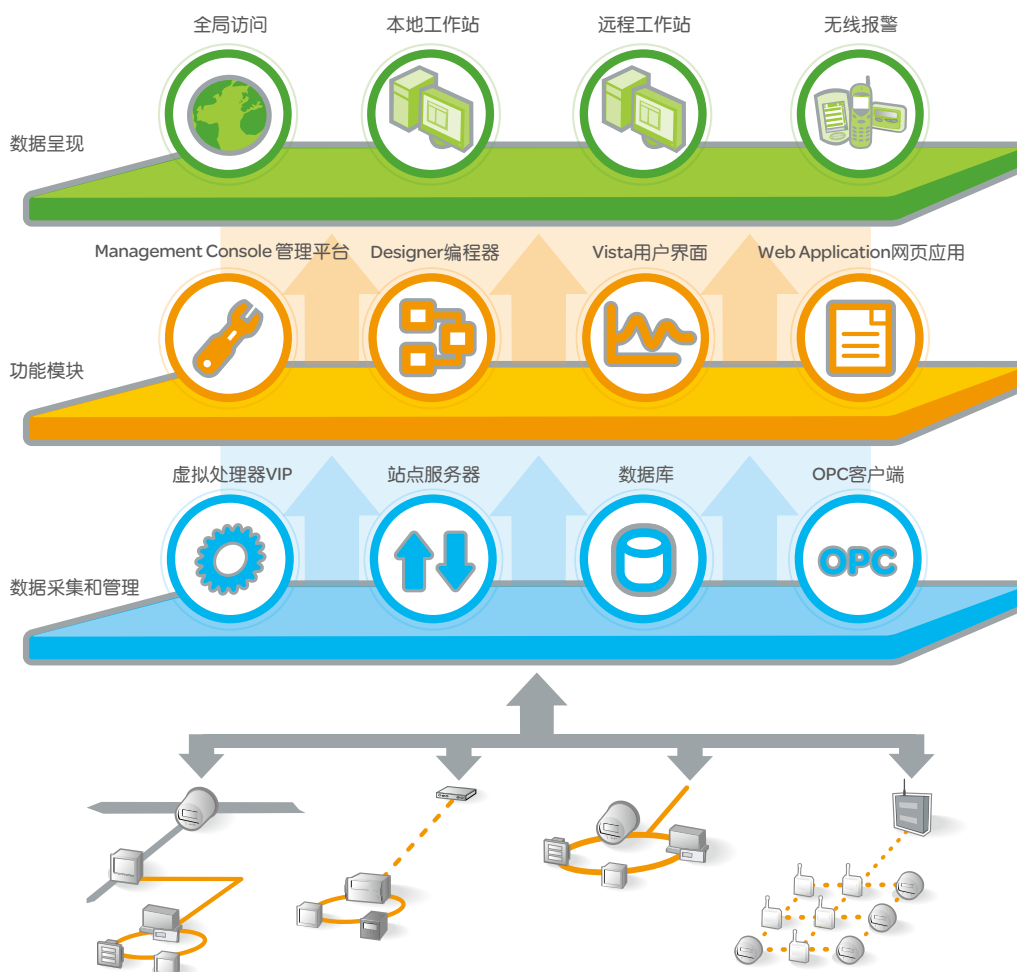 全局访问
本地工作站
远程工作站
无线报警
数据呈现
Management Console 管理平台
Designer编程器
Vista用户界面
Web Application网页应用
功能模块
虚拟处理器VIP
站点服务器
数据库
OPC客户端
OPC
数据采集和管理